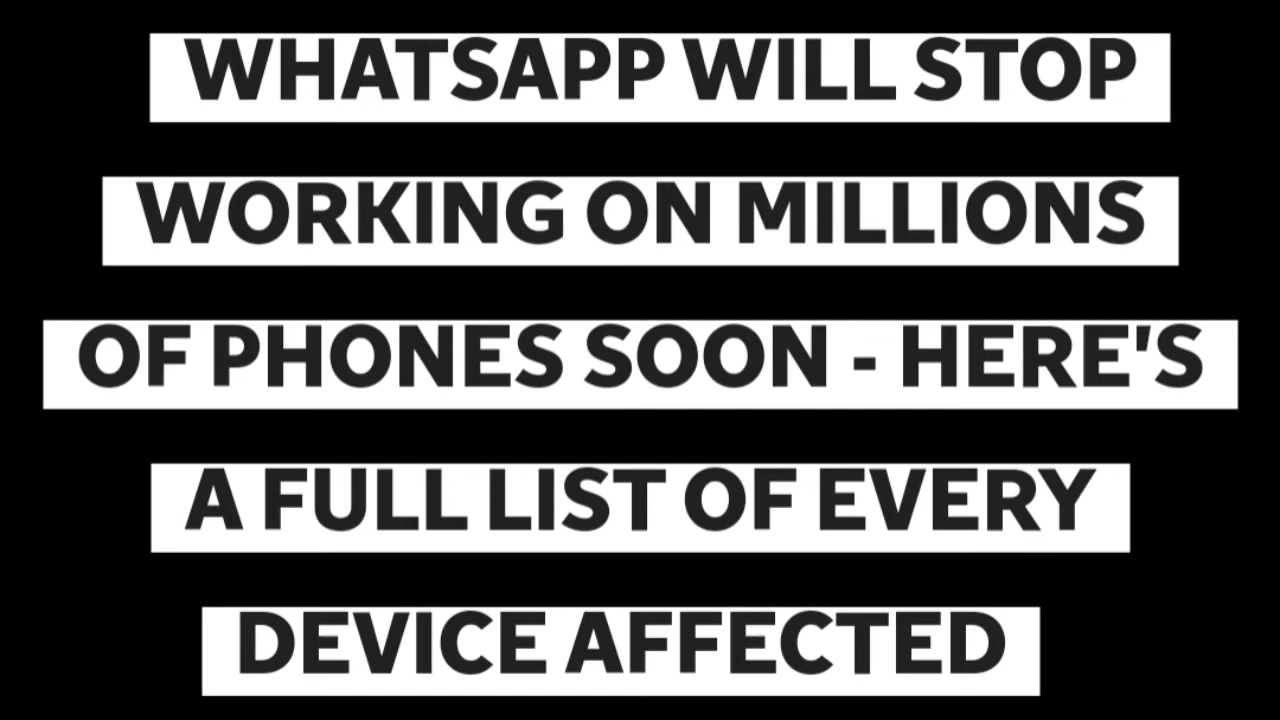 WHATSAPP WILL STOP
WORKING ON MILLIONS
OF PHONES SOON - HERE'S
A FULL LIST OF EVERY
DEVICE AFFECTED